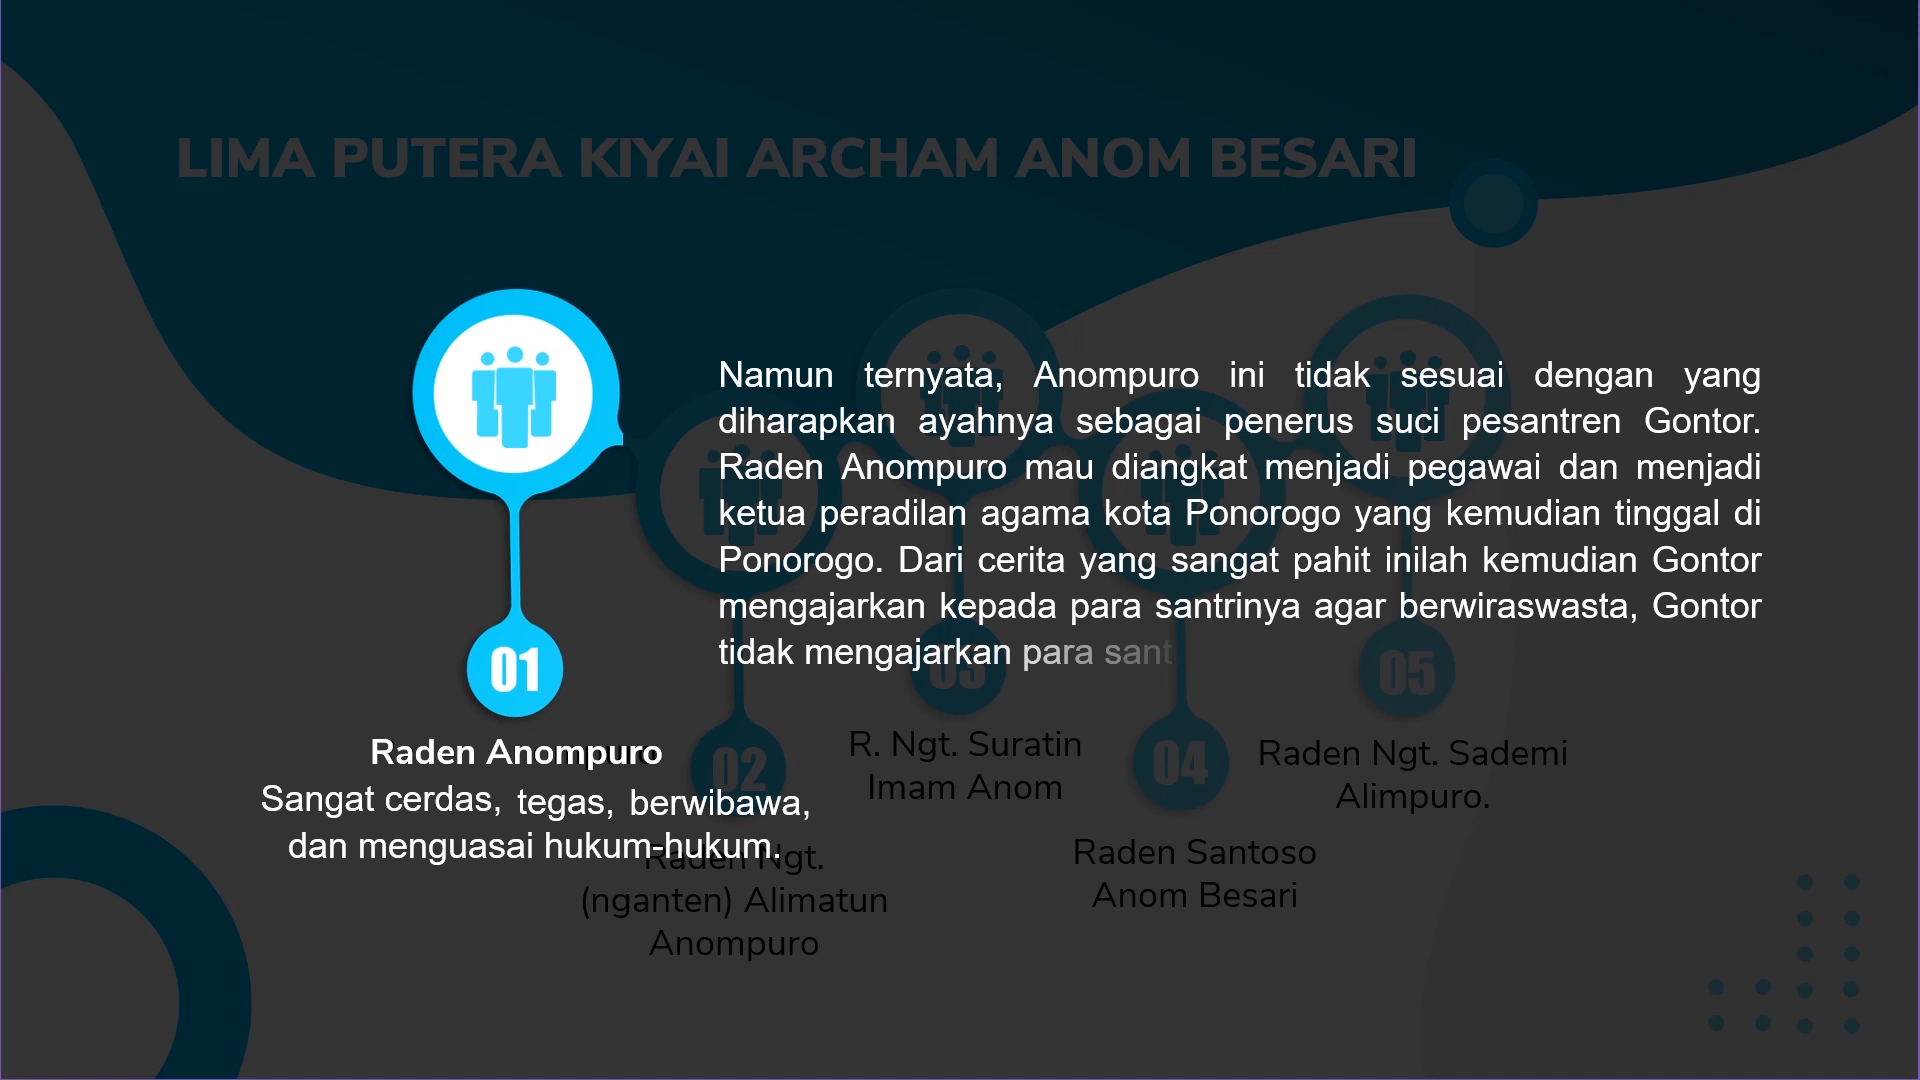 LIMA PUTERA KIYAI ARCHAM ANOM BESARI
Namun ternyata, Anompuro ini tidak sesuai dengan yang
diharapkan ayahnya sebagai penerus suci pesantren Gontor.
Raden Anompuro mau diangkat menjadi pegawai dan menjadi
ketua peradilan agama kota Ponorogo yang kemudian tinggal di
Ponorogo. Dari cerita yang sangat pahit inilah kemudian Gontor
mengajarkan kepada para santrinya agar berwiraswasta, Gontor
tidak mengajarkan para sant
01
Raden Anompuro
Sangat cerdas, tegas, berwibawa,
dan menguasai hukum-hukum.
02
Raden Ngt.
(nganten) Alimatun
Anompuro
03
R. Ngt. Suratin
Imam Anom
04
Raden Santoso
Anom Besari
05
Raden Ngt. Sademi
Alimpuro.